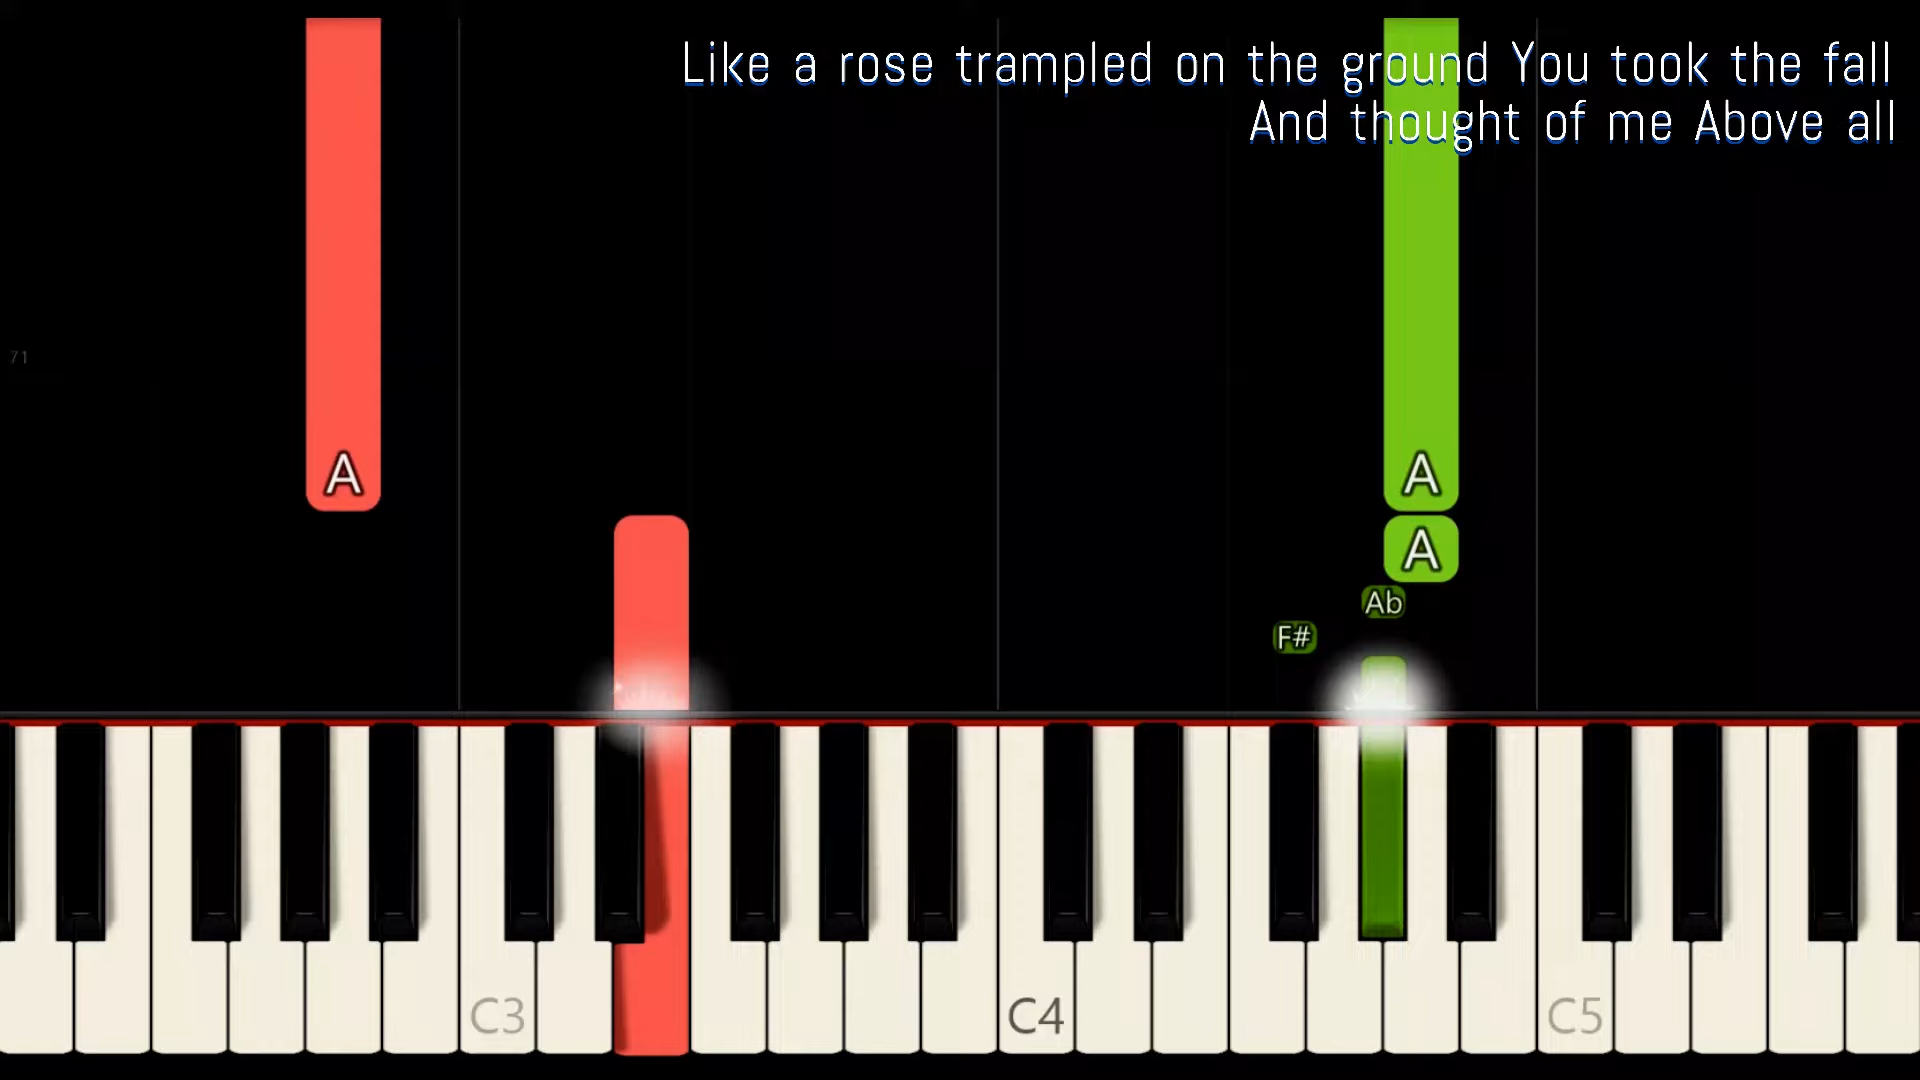 Like a rose trampled on the ground You took the fall
And thought of me Above all
71
A
A
A
Ab
F#
C3
C4
C5